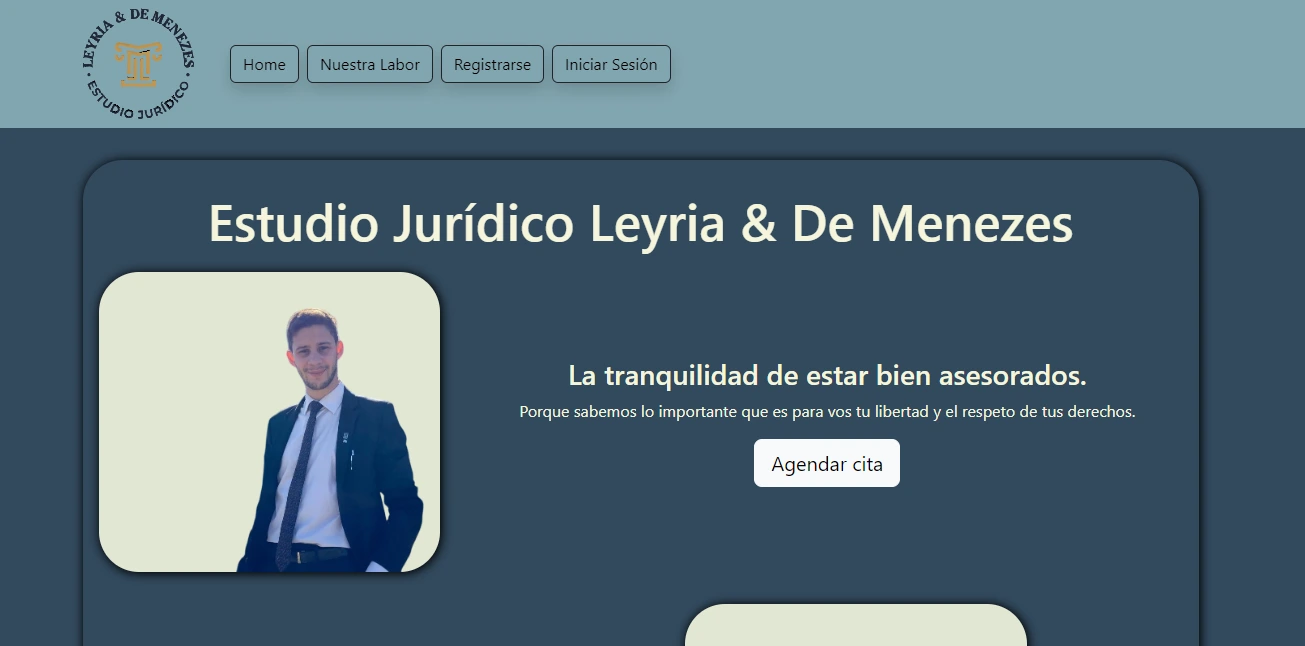 LEYRIA & DE MENEZES
• ESTUDIO JURÍDICO •
Home
Nuestra Labor
Registrarse
Iniciar Sesión
Estudio Jurídico Leyria & De Menezes
La tranquilidad de estar bien asesorados.
Porque sabemos lo importante que es para vos tu libertad y el respeto de tus derechos.
Agendar cita